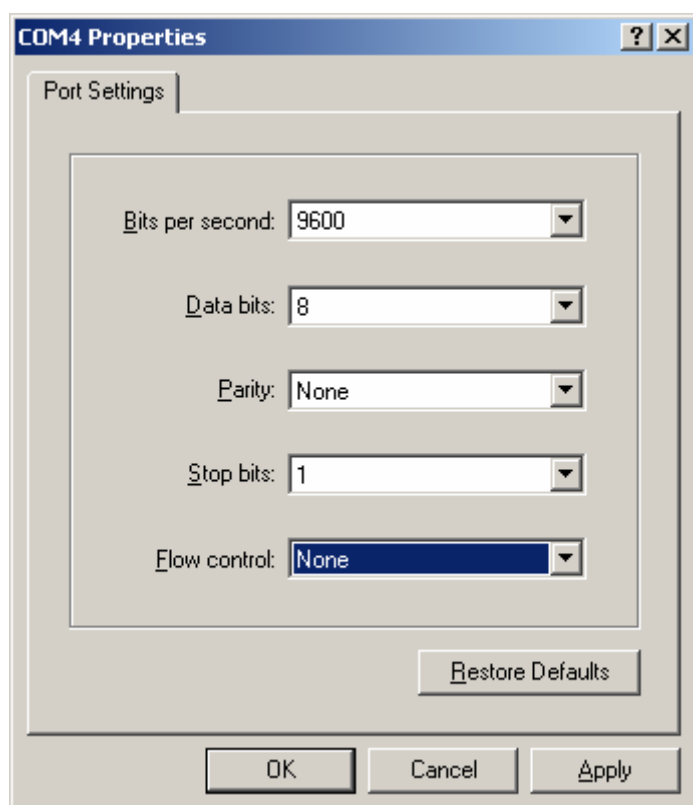 COM4 Properties
Port Settings
Bits per second: 9600
Data bits: 8
Parity: None
Stop bits: 1
Flow control: None
Restore Defaults
OK Cancel Apply